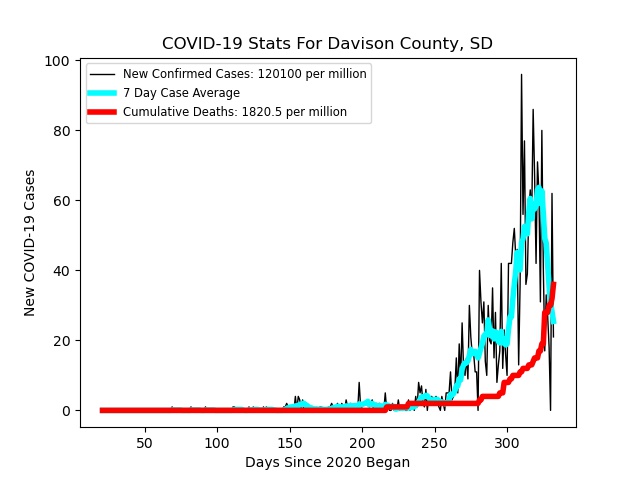 COVID-19 Stats For Davison County, SD
New Confirmed Cases: 120100 per million
7 Day Case Average
Cumulative Deaths: 1820.5 per million
New COVID-19 Cases
100
80
60
40
20
0
50 100 150 200 250 300
Days Since 2020 Began